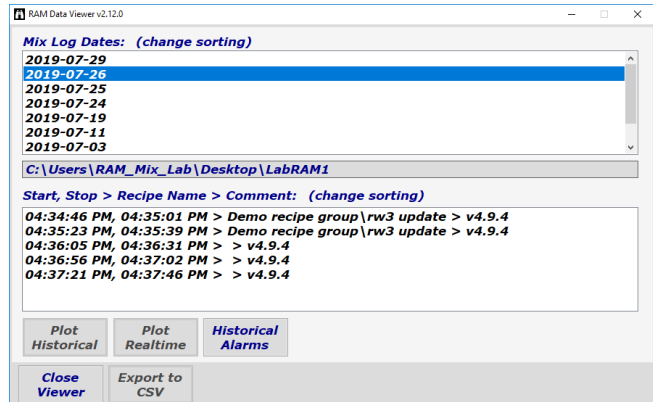 RAM Data Viewer v2.12.0
Mix Log Dates: (change sorting)
2019-07-29
2019-07-26
2019-07-25
2019-07-24
2019-07-19
2019-07-11
2019-07-03
C:\Users\RAM_Mix_Lab\Desktop\LabRAM1
Start, Stop > Recipe Name > Comment: (change sorting)
04:34:46 PM, 04:35:01 PM > Demo recipe group\rw3 update > v4.9.4
04:35:23 PM, 04:35:39 PM > Demo recipe group\rw3 update > v4.9.4
04:36:05 PM, 04:36:31 PM > > v4.9.4
04:36:56 PM, 04:37:02 PM > > v4.9.4
04:37:21 PM, 04:37:46 PM > > v4.9.4
Plot Plot Historical
Historical Realtime Alarms
Close Export to
Viewer CSV